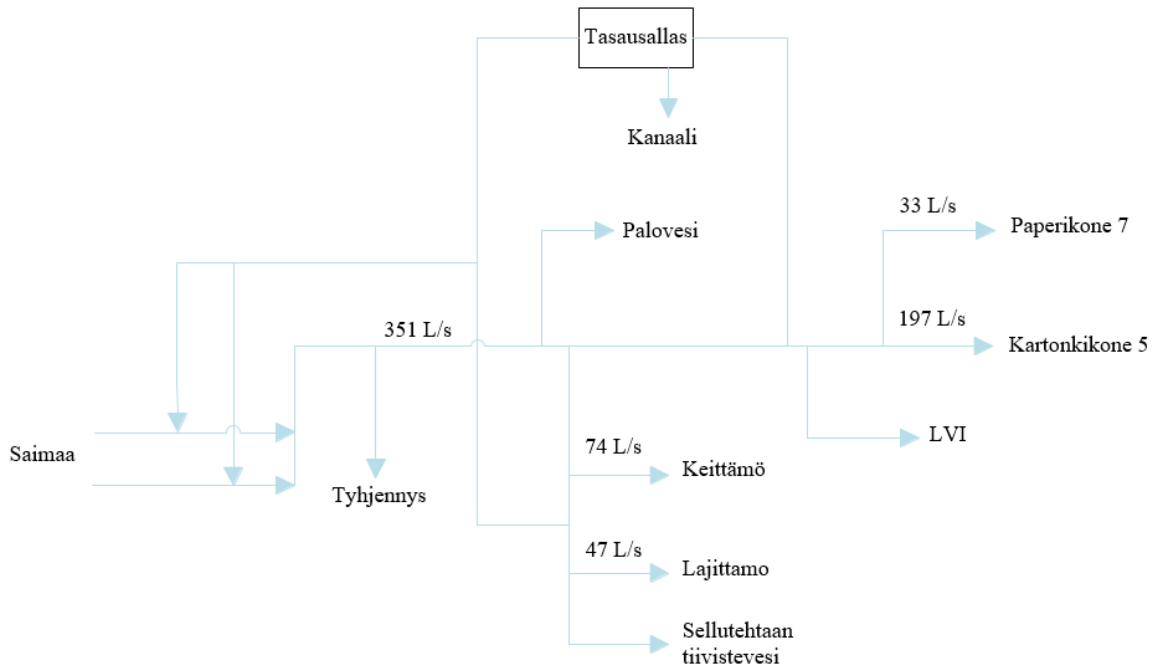 Tasausallas
Kanaali
Palovesi
33 L/s
Paperikone 7
351 L/s
197 L/s
Kartonkikone 5
Saimaa
Tyhjennys
74 L/s
Keittämö
LVI
47 L/s
Lajittamo
Sellutehtaan
tiivistevesi